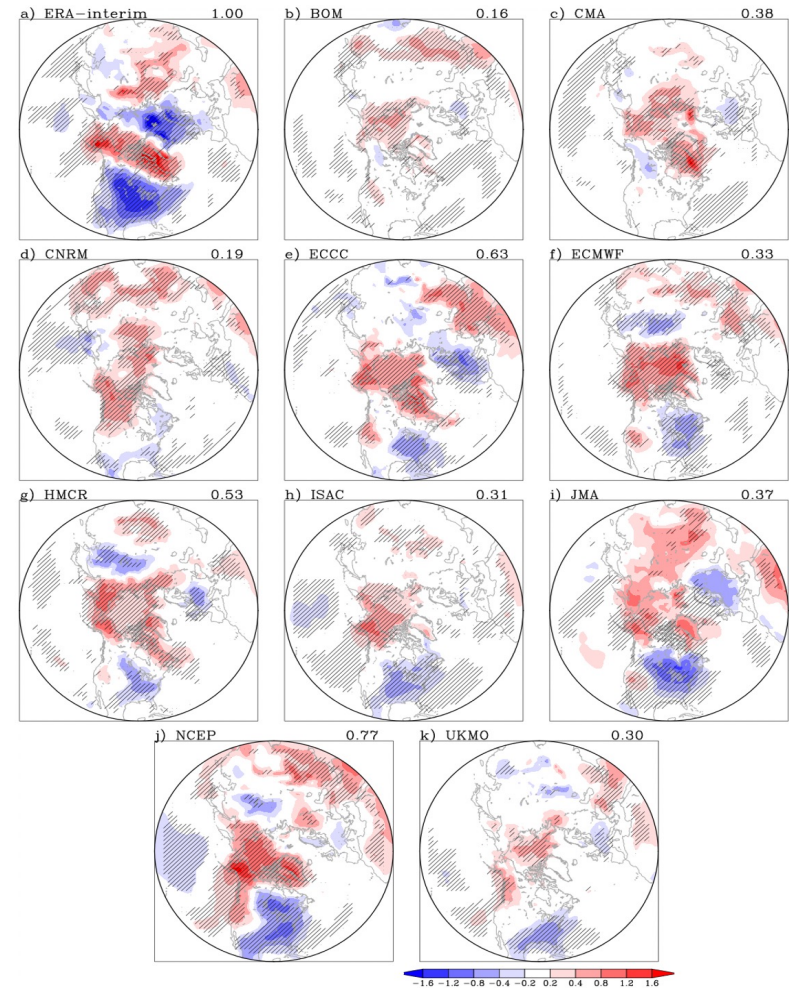 a) ERA-interim 1.00 b) BOM 0.16 c) CMA 0.38
d) CNRM 0.19 e) ECCC 0.63 f) ECMWF 0.33
g) HMCR 0.53 h) ISAC 0.31 i) JMA 0.37
j) NCEP 0.77 k) UKMO 0.30
-1.6 -1.2 -0.8 -0.4 -0.2 0.2 0.4 0.8 1.2 1.6